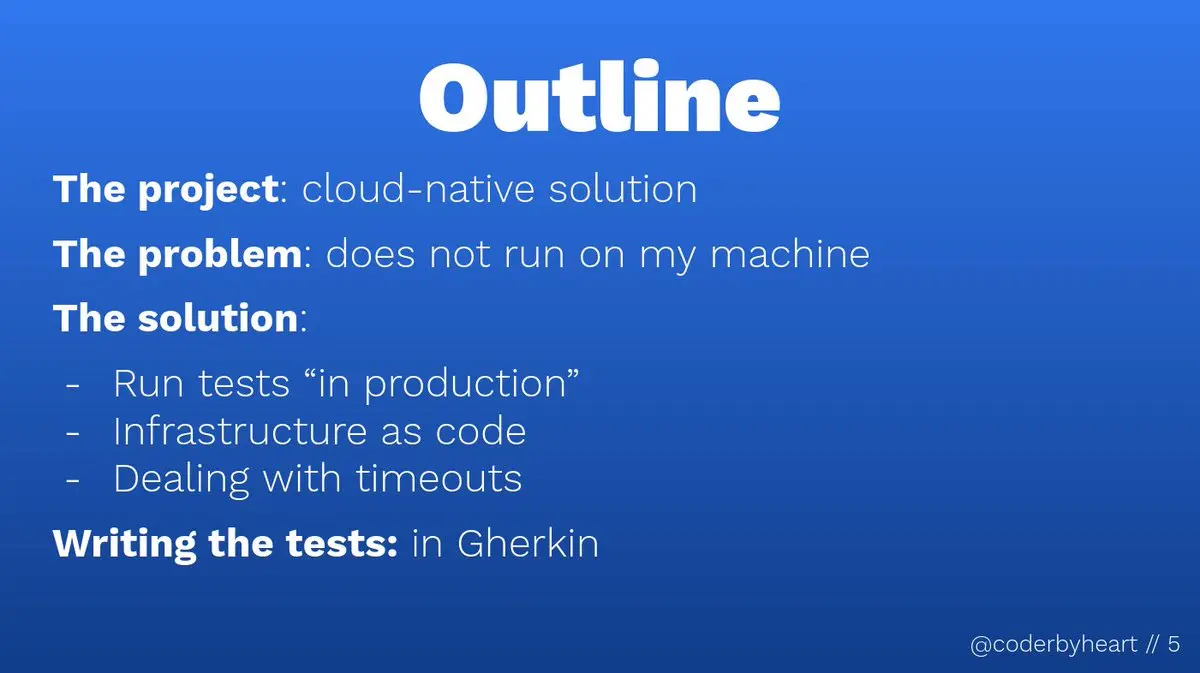 Outline
The project: cloud-native solution
The problem: does not run on my machine
The solution:
- Run tests “in production”
- Infrastructure as code
- Dealing with timeouts
Writing the tests: in Gherkin
@coderbyheart // 5